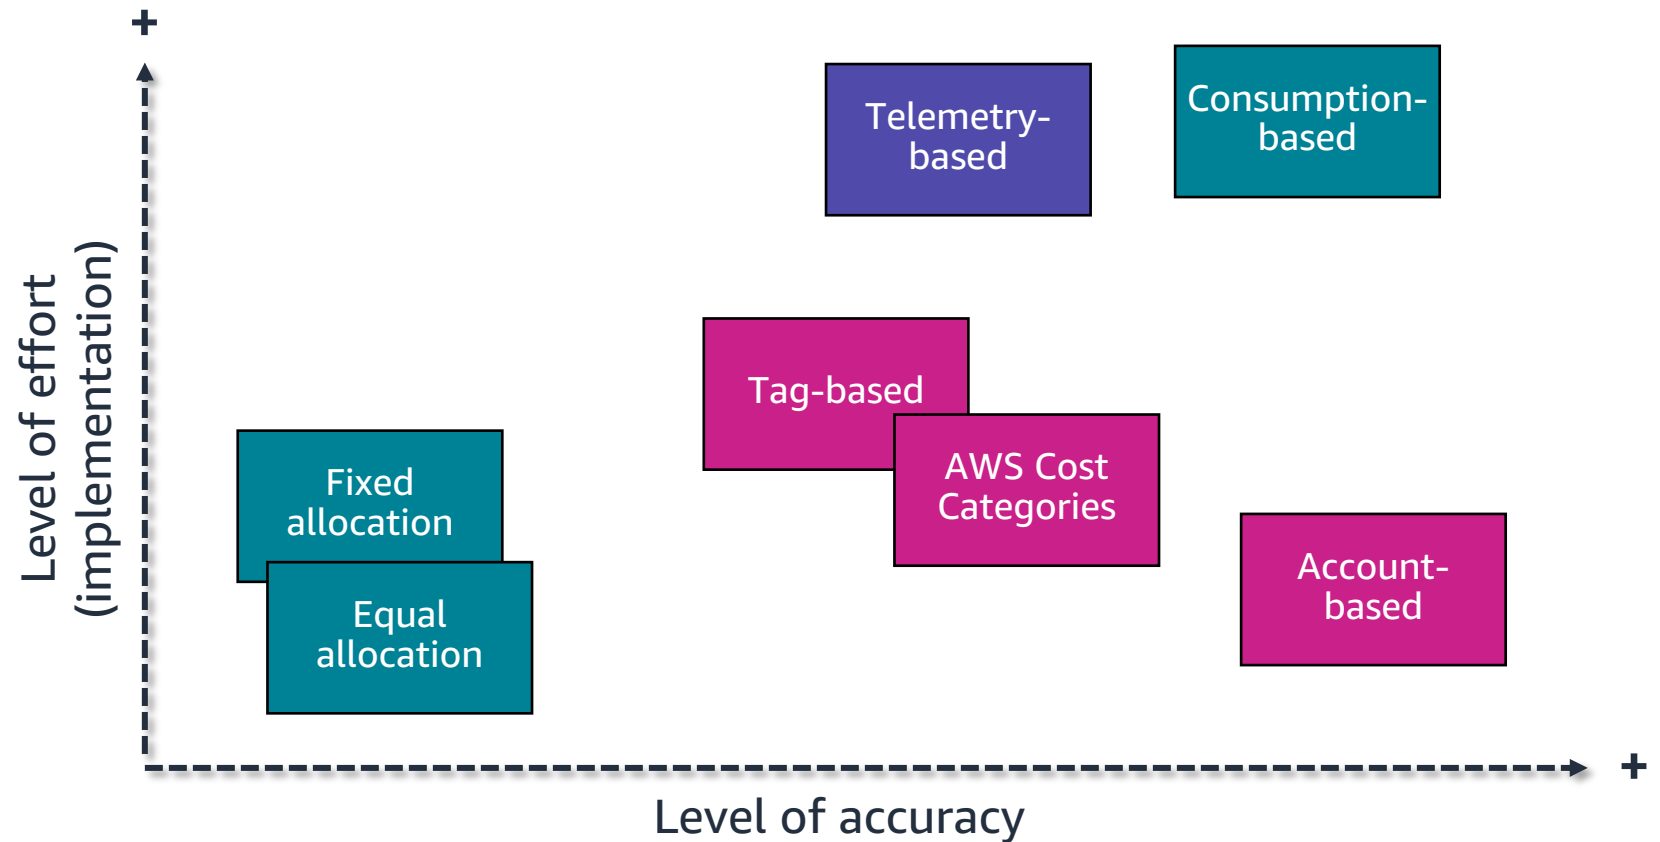 +
Telemetry-
based
Consumption-
based
Level of effort
(implementation)
Tag-based
AWS Cost
Categories
Fixed
allocation
Account-
based
Equal
allocation
+
Level of accuracy